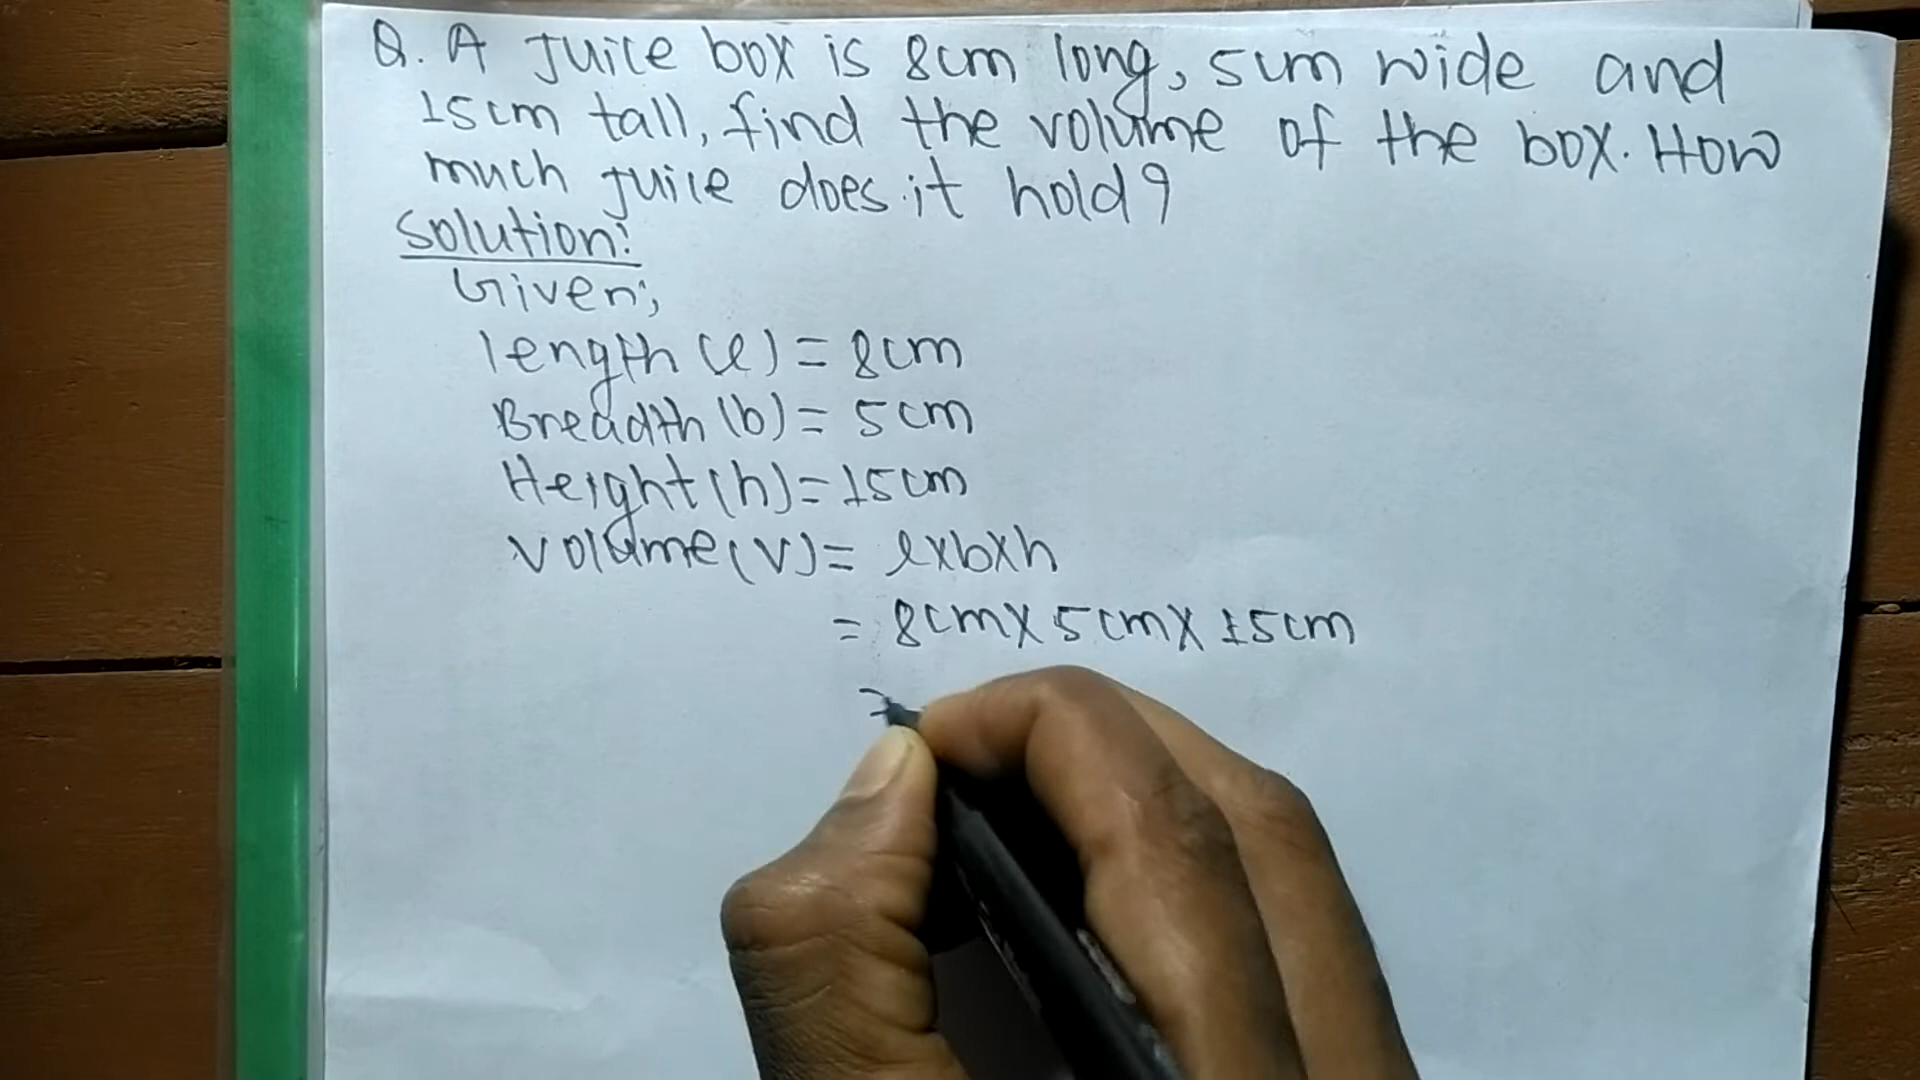 Q. A Juice box is 8cm long, 5cm wide and
15cm tall, find the volume of the box. How
much juice does it hold?
Solution:
Given;
length (l) = 8cm
Breadth (b) = 5cm
Height (h) = 15cm
Volume (V) = l×b×h
= 8cm × 5cm × 15cm
=